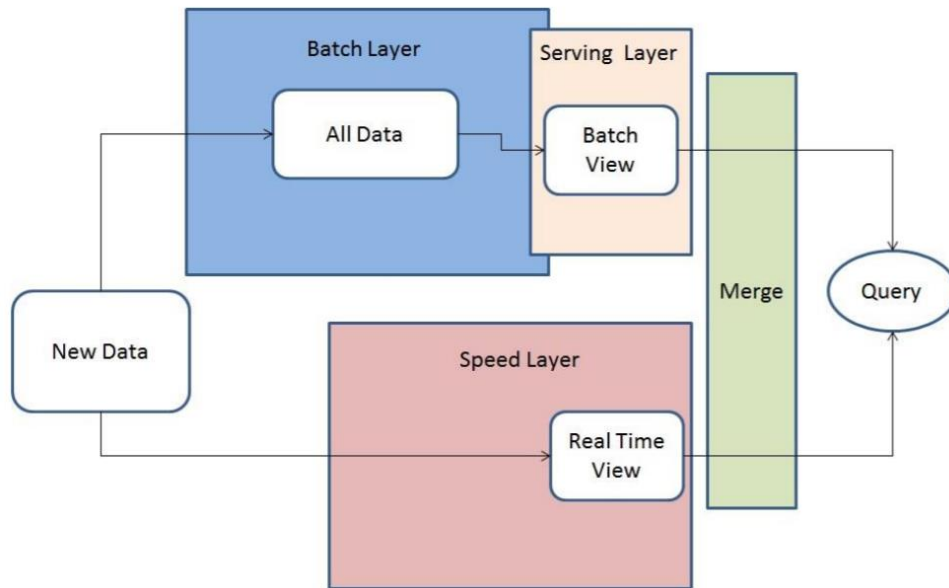 Batch Layer
Serving Layer
All Data
Batch
View
Merge
Query
New Data
Speed Layer
Real Time
View